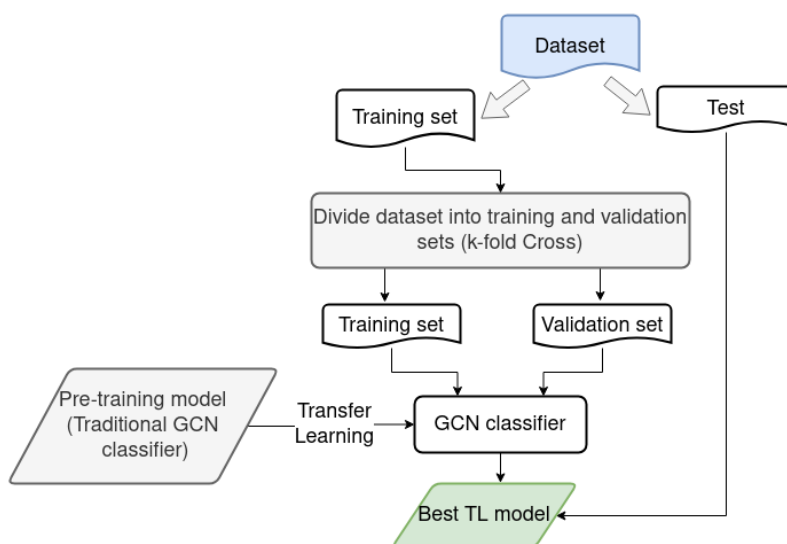 Dataset
Training set
Test
Divide dataset into training and validation
sets (k-fold Cross)
Training set
Validation set
Pre-training model
(Traditional GCN
classifier)
Transfer
Learning
GCN classifier
Best TL model